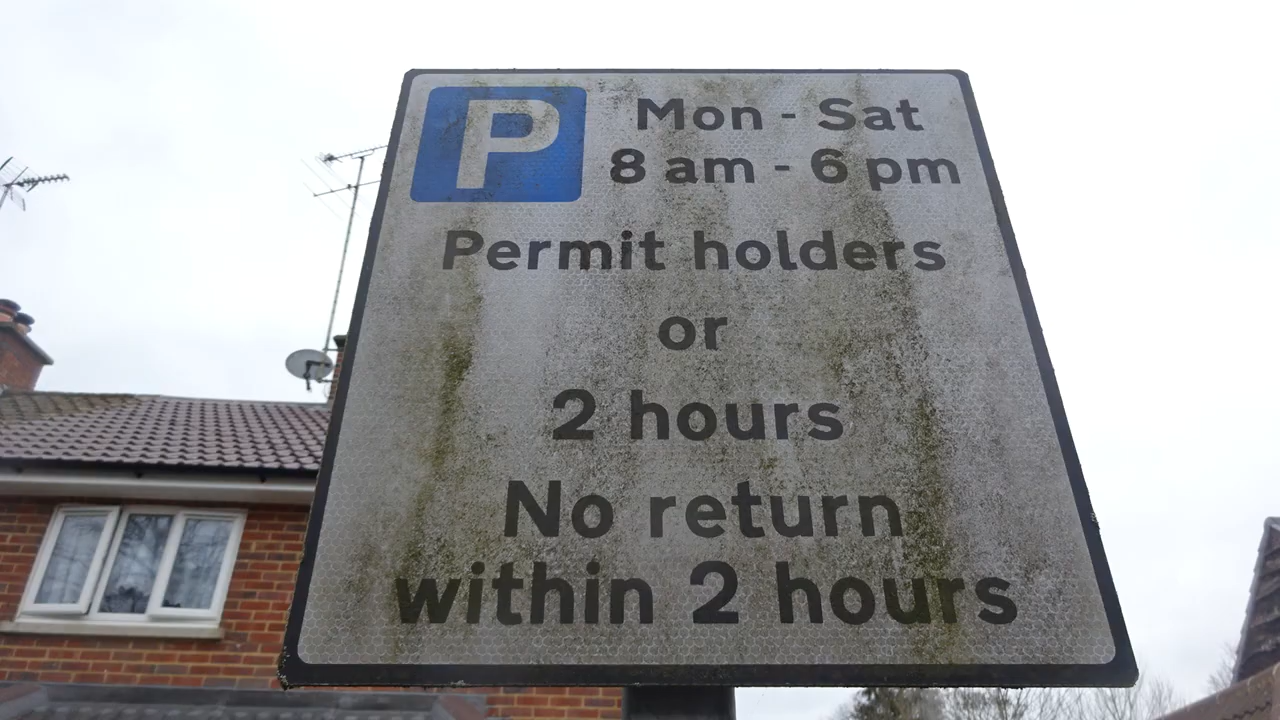 P Mon - Sat
8 am - 6 pm
Permit holders
or
2 hours
No return
within 2 hours